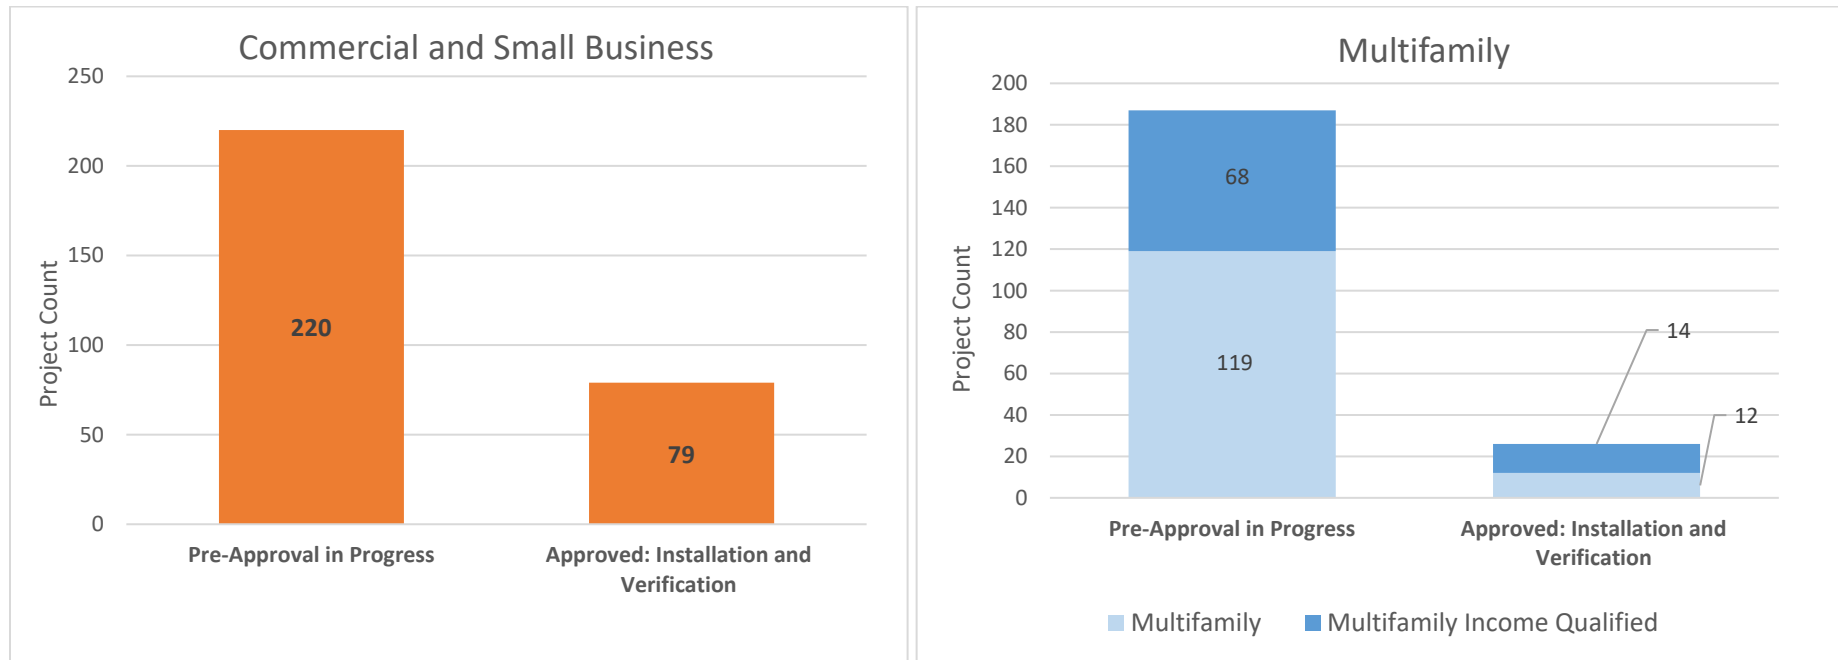 Commercial and Small Business
250
200
150
100
50
0
Project Count
220
79
Pre-Approval in Progress
Approved: Installation and
Verification
Multifamily
200
180
160
140
120
100
80
60
40
20
0
Project Count
68
119
14
12
Pre-Approval in Progress
Approved: Installation and
Verification
Multifamily
Multifamily Income Qualified